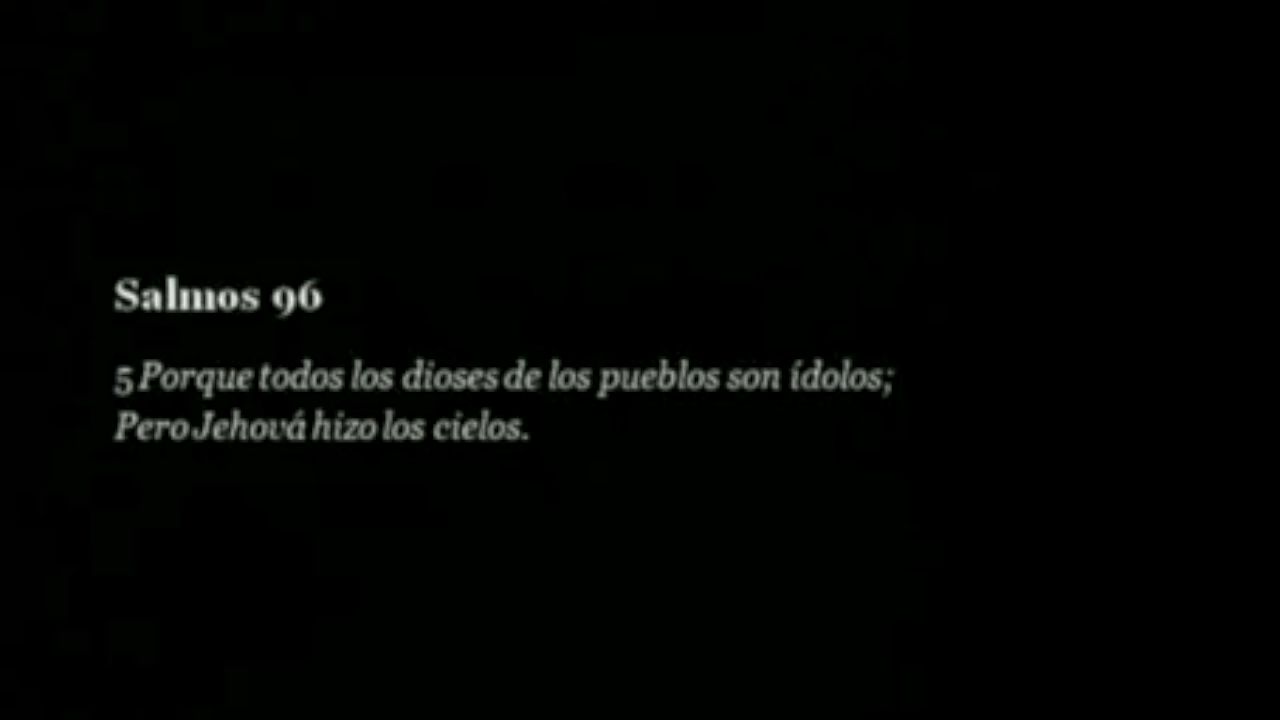 Salmos 96
5 Porque todos los dioses de los pueblos son ídolos;
Pero Jehová hizo los cielos.